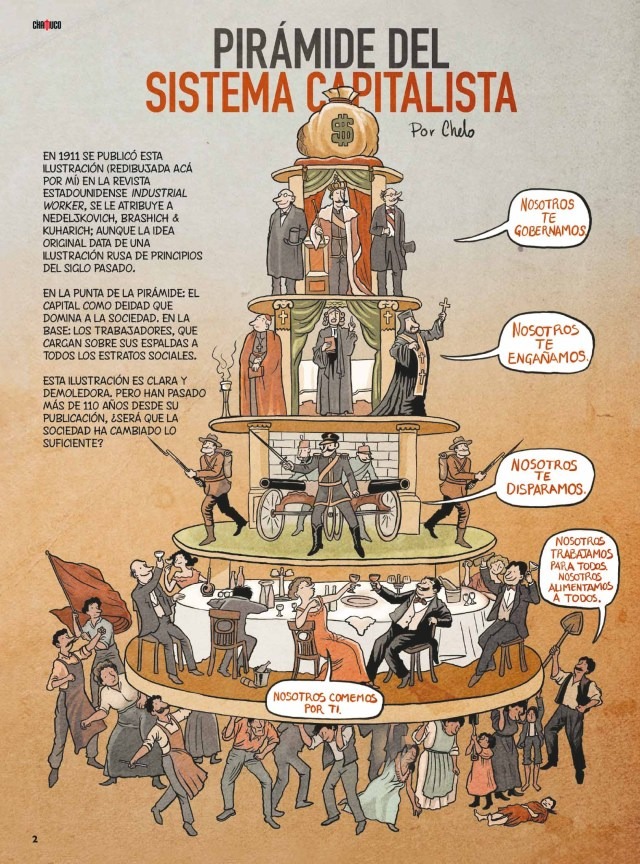 CHAMUCO
PIRÁMIDE DEL
SISTEMA CAPITALISTA
Por Chelo
EN 1911 SE PUBLICÓ ESTA
ILUSTRACIÓN (REDIBUJADA ACÁ
POR MÍ) EN LA REVISTA
ESTADOUNIDENSE INDUSTRIAL
WORKER, SE LE ATRIBUYE A
NEDELJKOVICH, BRASHICH &
KUHARICH; AUNQUE LA IDEA
ORIGINAL DATA DE UNA
ILUSTRACIÓN RUSA DE PRINCIPIOS
DEL SIGLO PASADO.
EN LA PUNTA DE LA PIRÁMIDE: EL
CAPITAL COMO DEIDAD QUE
DOMINA A LA SOCIEDAD. EN LA
BASE: LOS TRABAJADORES, QUE
CARGAN SOBRE SUS ESPALDAS A
TODOS LOS ESTRATOS SOCIALES.
ESTA ILUSTRACIÓN ES CLARA Y
DEMOLEDORA. PERO HAN PASADO
MÁS DE 110 AÑOS DESDE SU
PUBLICACIÓN, ¿SERÁ QUE LA
SOCIEDAD HA CAMBIADO LO
SUFICIENTE?
$
NOSOTROS
TE
GOBERNAMOS.
NOSOTROS
TE
ENGAÑAMOS.
NOSOTROS
TE
DISPARAMOS.
NOSOTROS
TRABAJAMOS
PARA TODOS.
NOSOTROS
ALIMENTAMOS
A TODOS.
NOSOTROS COMEMOS
POR TI.
2